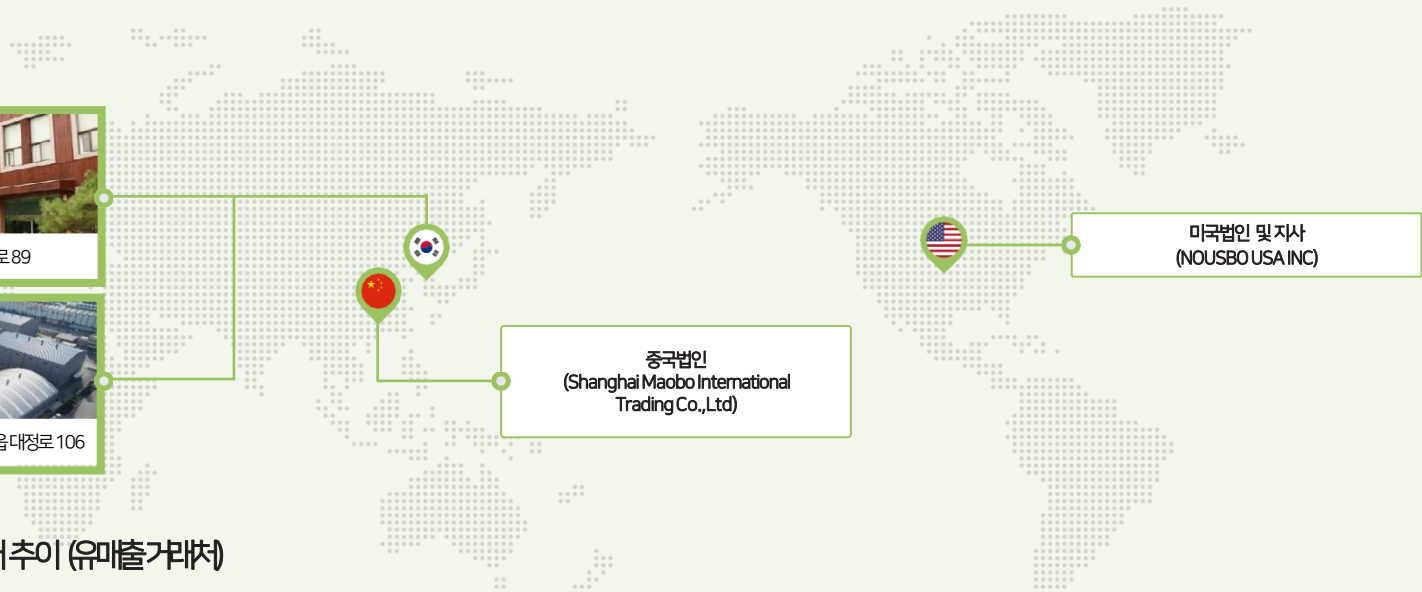 로 89
미국법인 및 지사
(NOUSBO USA INC)
중국법인
(Shanghai Maobo International
Trading Co.,Ltd)
읍 대정로 106
추이 (유매출거래처)